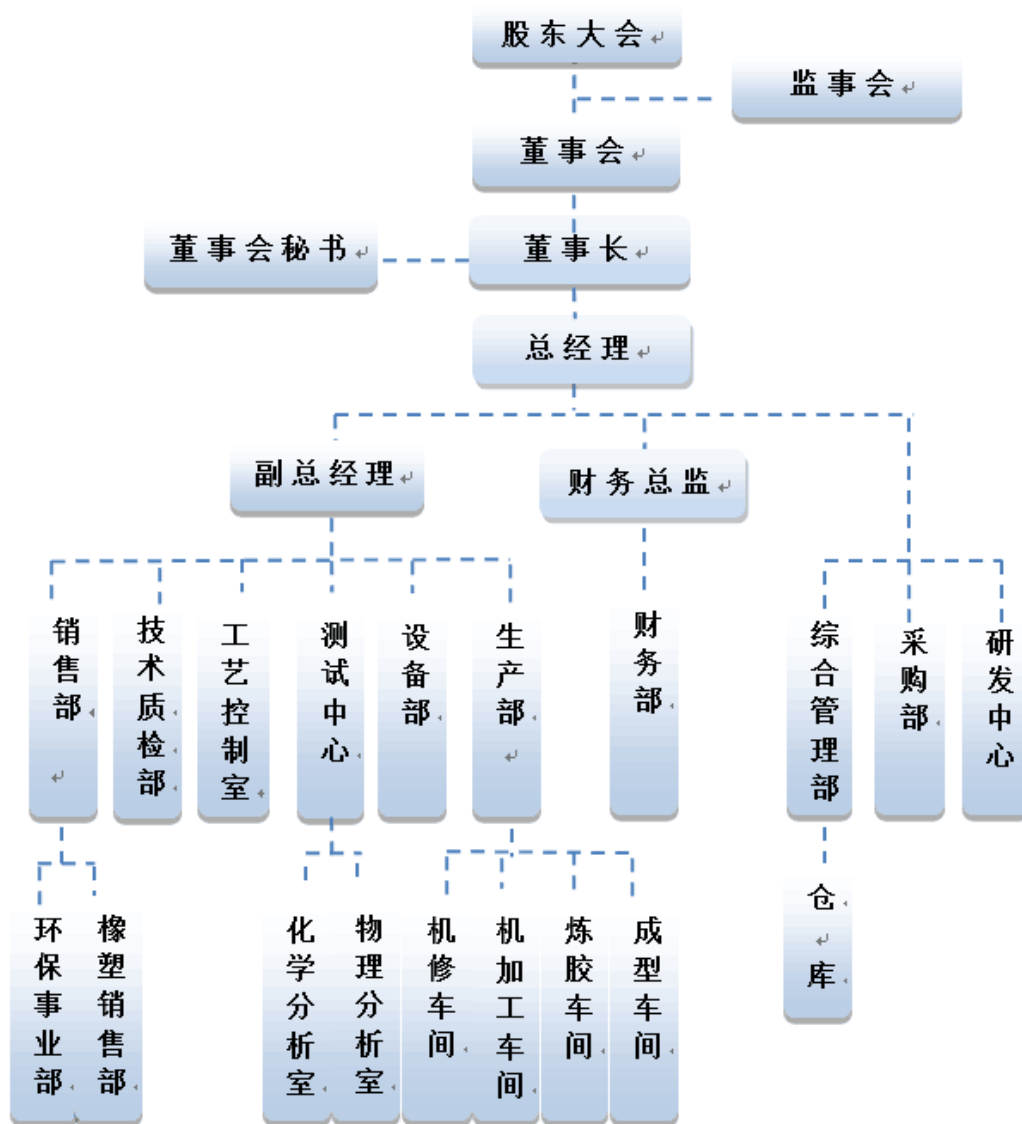 股东大会
监事会
董事会
董事会秘书
董事长
总经理
副总经理
财务总监
销售部
技术质检部
工艺控制室
测试中心
设备部
生产部
财务部
综合管理部
采购部
研发中心
环保事业部
橡塑销售部
化学分析室
物理分析室
机修车间
机加工车间
炼胶车间
成型车间
仓库